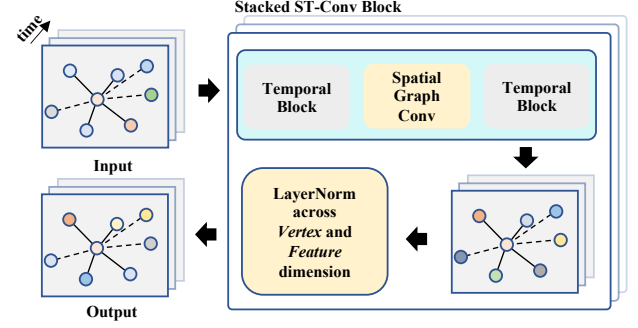 Stacked ST-Conv Block
time
Temporal
Block
Spatial
Graph
Conv
Temporal
Block
Input
LayerNorm
across
Vertex and
Feature
dimension
Output